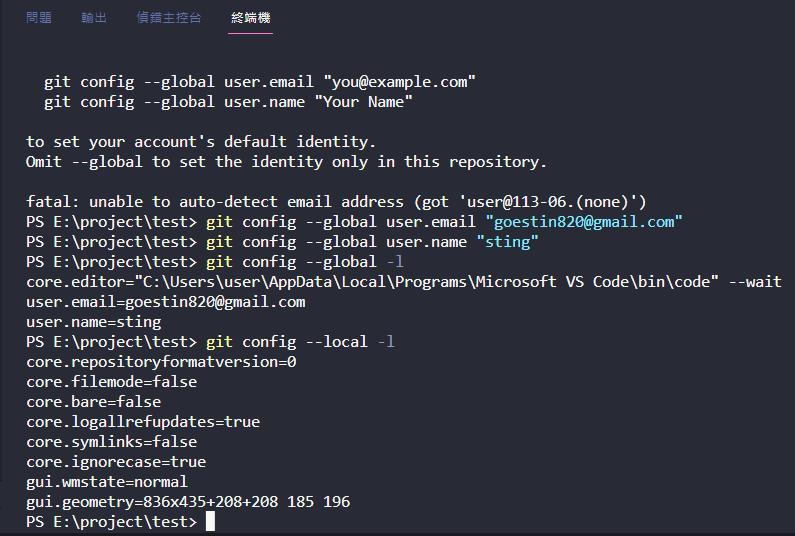 問題 輸出 偵錯主控台 終端機
git config --global user.email "you@example.com"
git config --global user.name "Your Name"
to set your account's default identity.
Omit --global to set the identity only in this repository.
fatal: unable to auto-detect email address (got 'user@113-06.(none)')
PS E:\project\test> git config --global user.email "goestin820@gmail.com"
PS E:\project\test> git config --global user.name "sting"
PS E:\project\test> git config --global -l
core.editor="C:\Users\user\AppData\Local\Programs\Microsoft VS Code\bin\code" --wait
user.email=goestin820@gmail.com
user.name=sting
PS E:\project\test> git config --local -l
core.repositoryformatversion=0
core.filemode=false
core.bare=false
core.logallrefupdates=true
core.symlinks=false
core.ignorecase=true
gui.wmstate=normal
gui.geometry=836x435+208+208 185 196
PS E:\project\test>